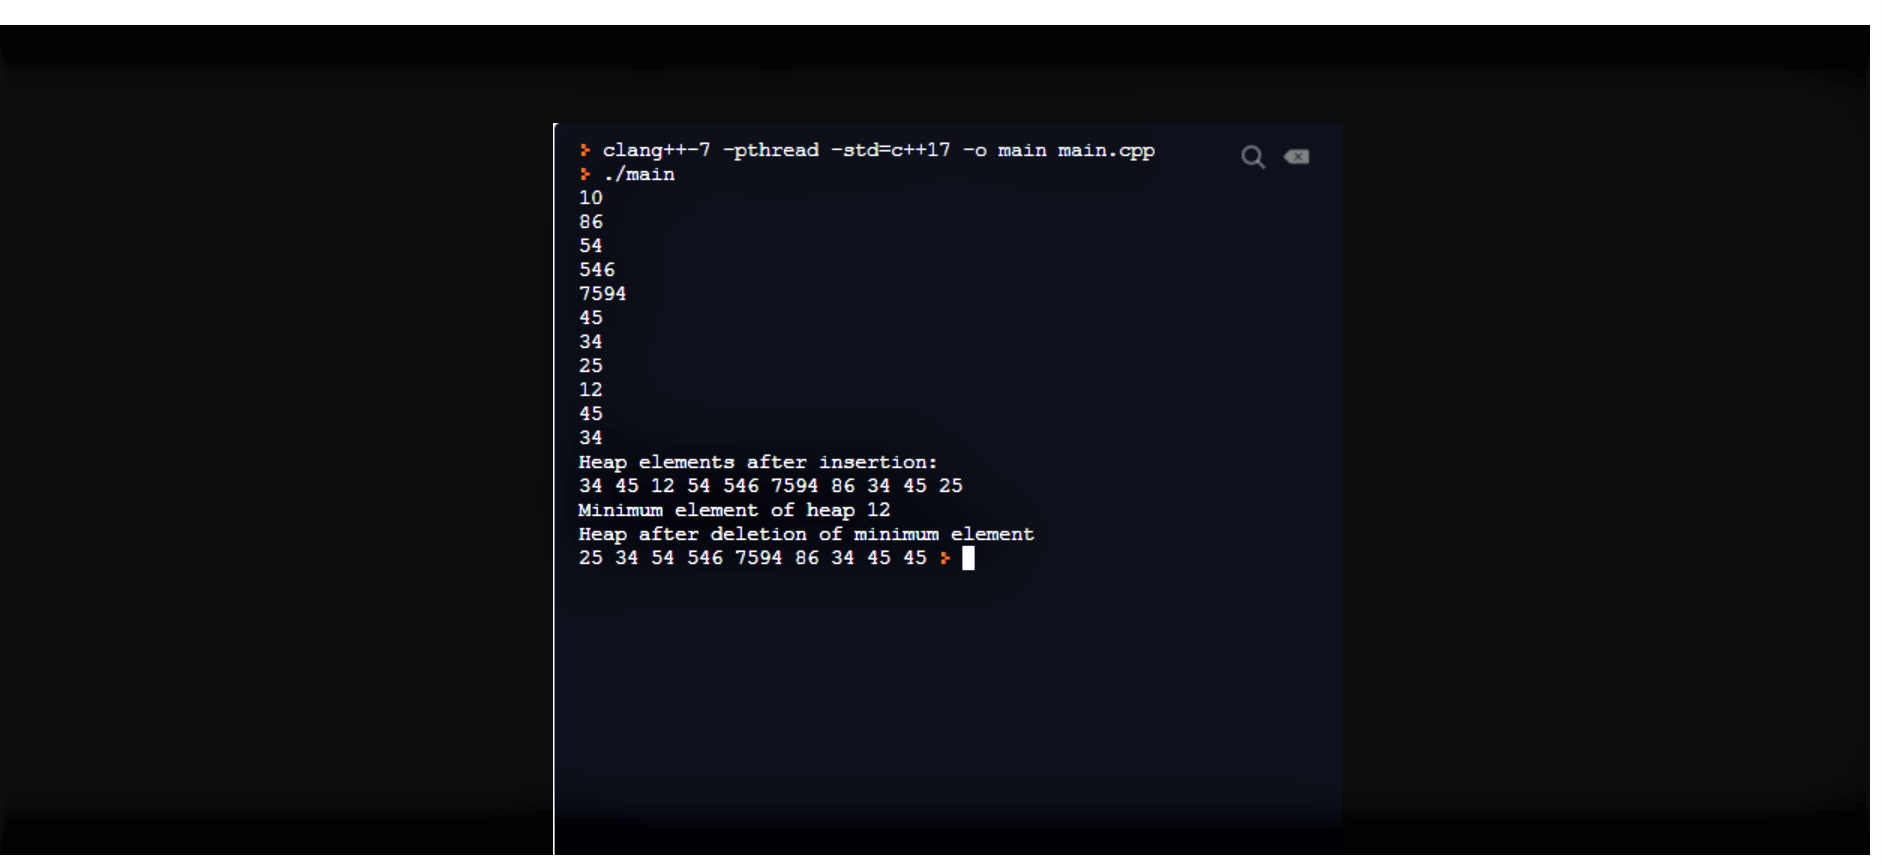 clang++-7 -pthread -std=c++17 -o main main.cpp
./main
10
86
54
546
7594
45
34
25
12
45
34
Heap elements after insertion:
34 45 12 54 546 7594 86 34 45 25
Minimum element of heap 12
Heap after deletion of minimum element
25 34 54 546 7594 86 34 45 45